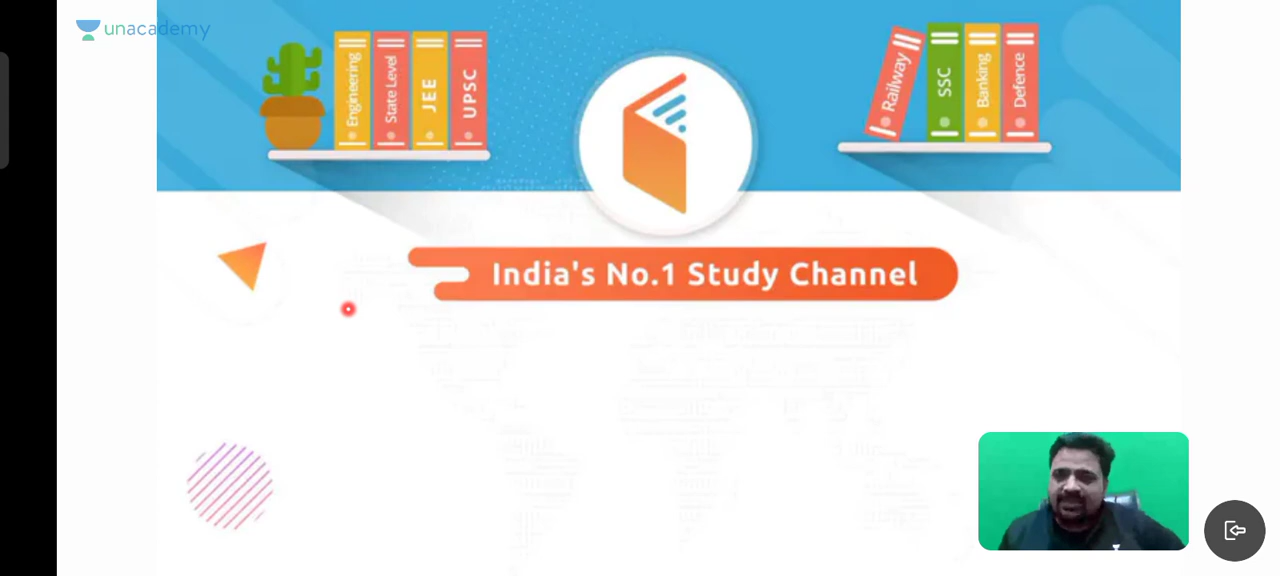 unacademy
Engineering
State Level
JEE
UPSC
Railway
SSC
Banking
Defence
India's No.1 Study Channel